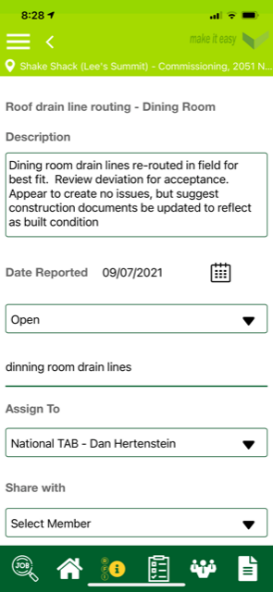 8:28
make it easy
Shake Shack (Lee's Summit) - Commissioning, 2051 N...
Roof drain line routing - Dining Room
Description
Dining room drain lines re-routed in field for
best fit. Review deviation for acceptance.
Appear to create no issues, but suggest
construction documents be updated to reflect
as built condition
Date Reported 09/07/2021
Open
dinning room drain lines
Assign To
National TAB - Dan Hertenstein
Share with
Select Member
JOB